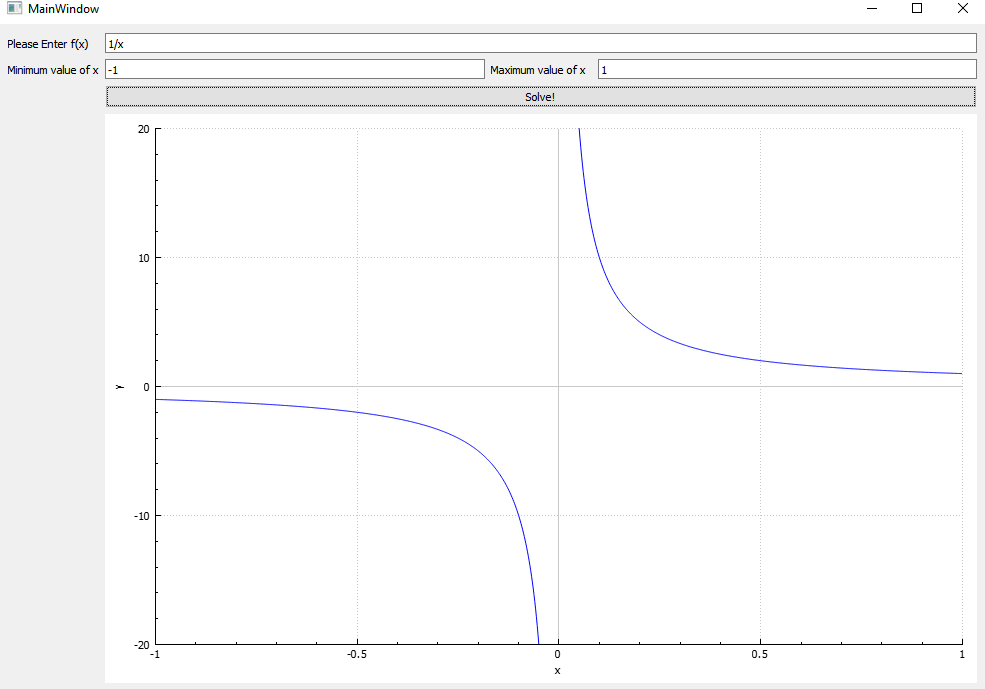 MainWindow
Please Enter f(x) 1/x
Minimum value of x -1 Maximum value of x 1
Solve!
20
10
y 0
-10
-20
-1 -0.5 0 0.5 1
x